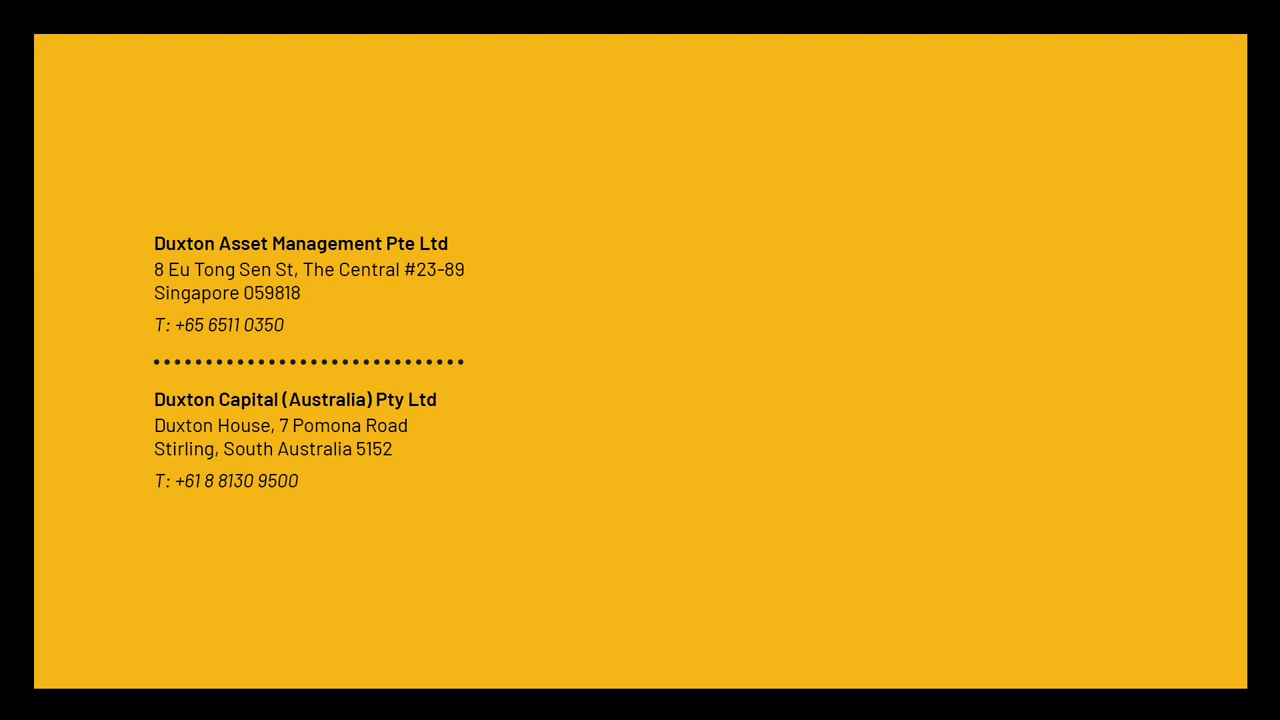 Duxton Asset Management Pte Ltd
8 Eu Tong Sen St, The Central #23-89
Singapore 059818
T: +65 6511 0350
Duxton Capital (Australia) Pty Ltd
Duxton House, 7 Pomona Road
Stirling, South Australia 5152
T: +61 8 8130 9500